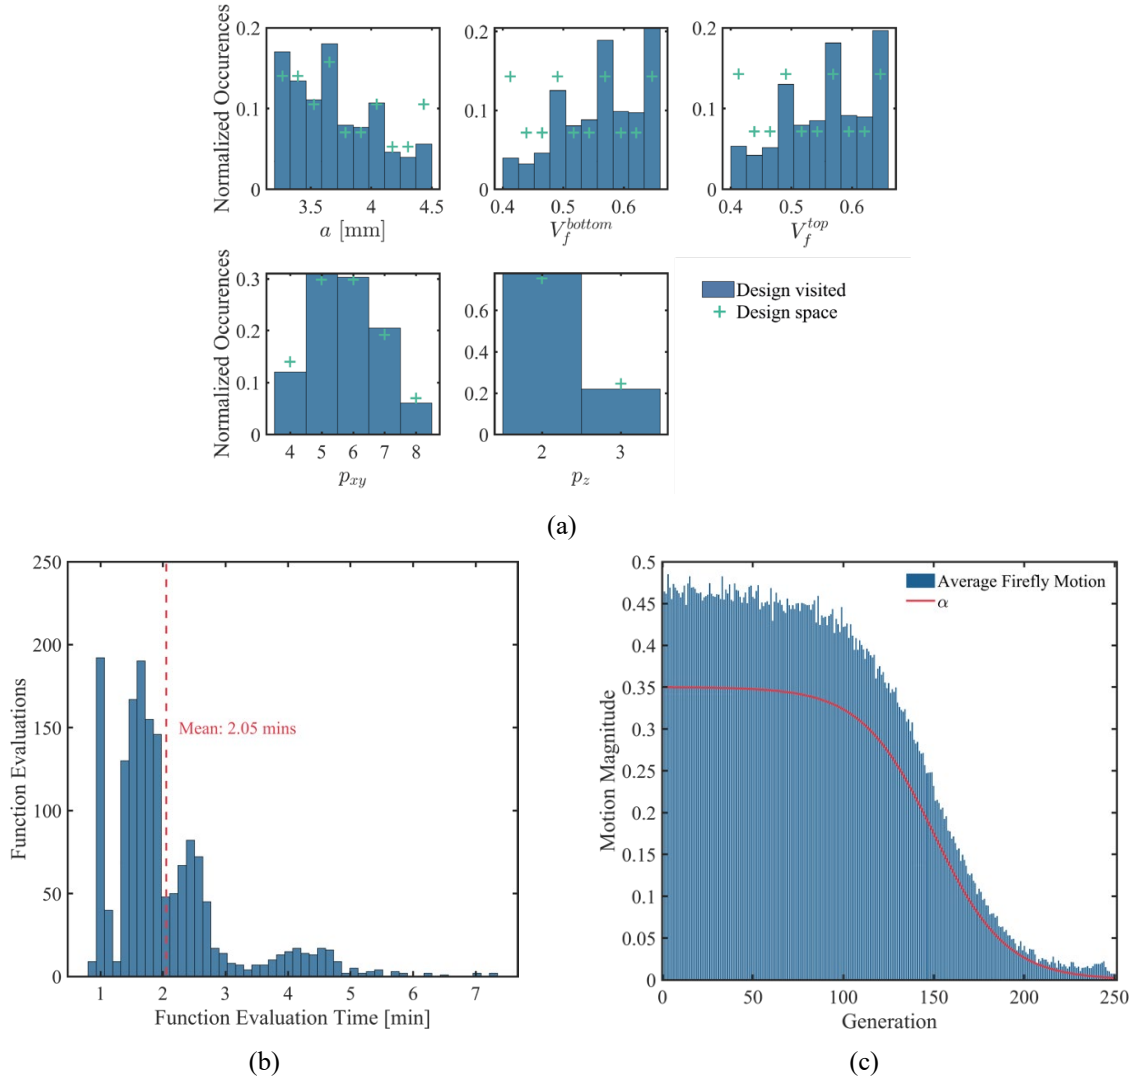 Normalized Occurences
0.2
0.1
0
3.5 4 4.5
a [mm]
0.2
0.1
0
0.4 0.5 0.6
V_f^{bottom}
0.2
0.1
0
0.4 0.5 0.6
V_f^{top}
Normalized Occurences
0.3
0.2
0.1
0
4 5 6 7 8
p_{xy}
0.6
0.4
0.2
0
2 3
p_z
Design visited
Design space
(a)
Function Evaluations
250
200
150
100
50
0
Mean: 2.05 mins
1 2 3 4 5 6 7
Function Evaluation Time [min]
(b)
Motion Magnitude
0.5
0.45
0.4
0.35
0.3
0.25
0.2
0.15
0.1
0.05
0
Average Firefly Motion
α
0 50 100 150 200 250
Generation
(c)